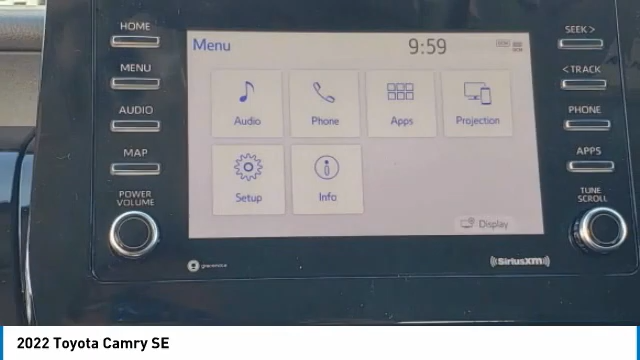 HOME
MENU
AUDIO
MAP
POWER
VOLUME
Menu
9:59
Audio
Phone
Apps
Projection
Setup
Info
Display
SEEK >
< TRACK
PHONE
APPS
TUNE
SCROLL
SiriusXM
2022 Toyota Camry SE